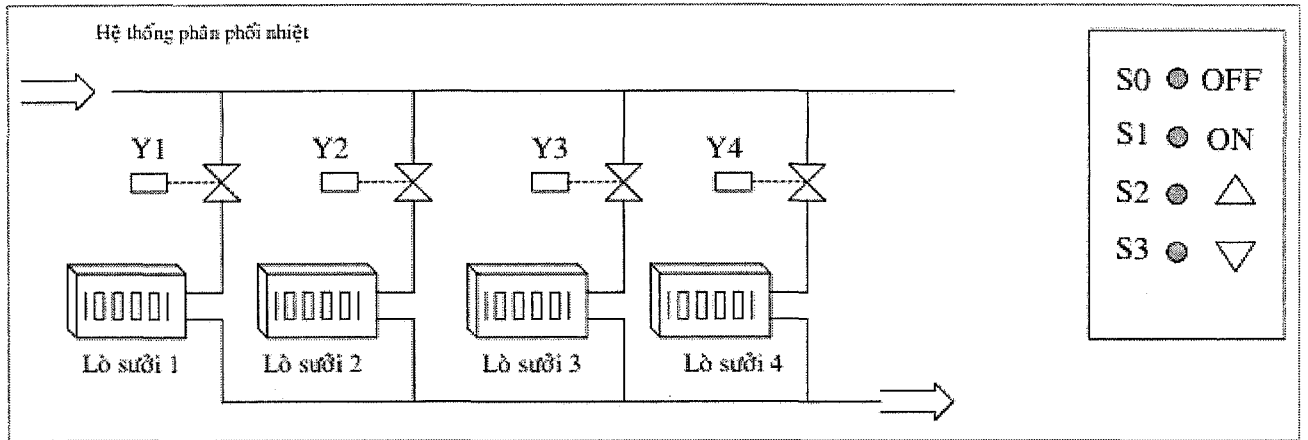 Hệ thống phân phối nhiệt
S0 OFF
S1 ON
S2
S3
Y1 Y2 Y3 Y4
Lò sưởi 1 Lò sưởi 2 Lò sưởi 3 Lò sưởi 4